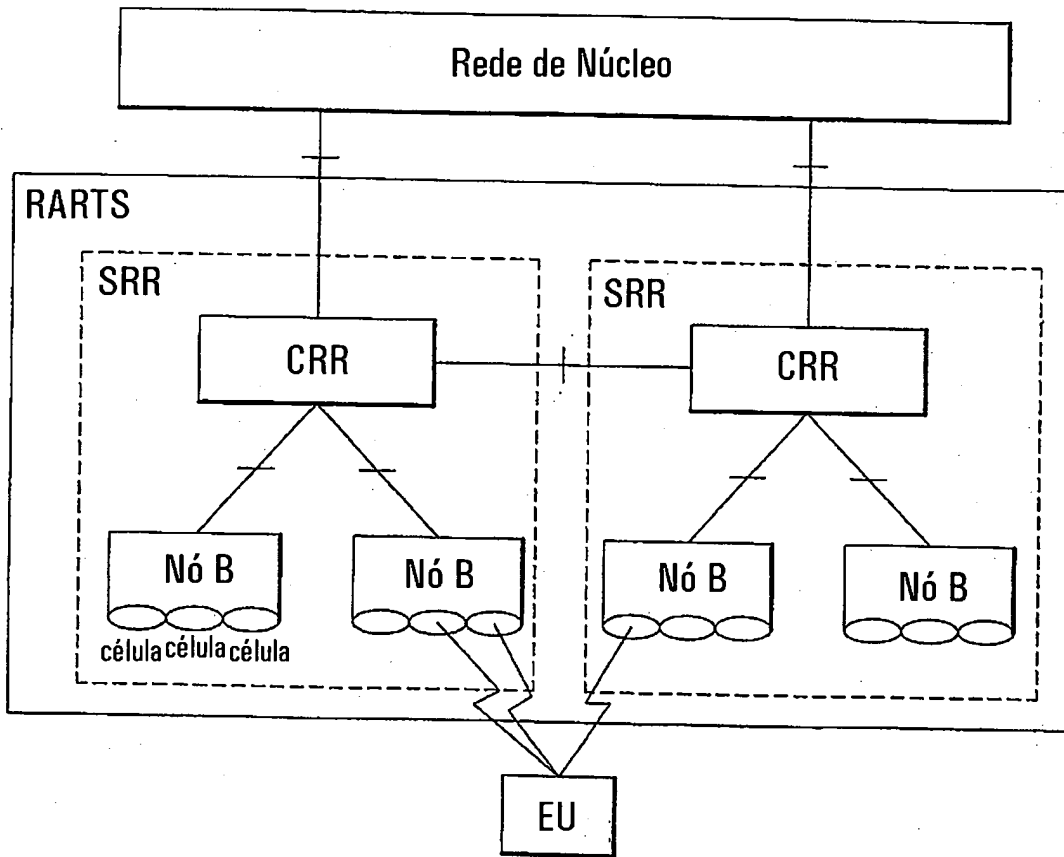 Rede de Núcleo
RARTS
SRR
SRR
CRR
CRR
Nó B
Nó B
Nó B
Nó B
célula célula célula
EU